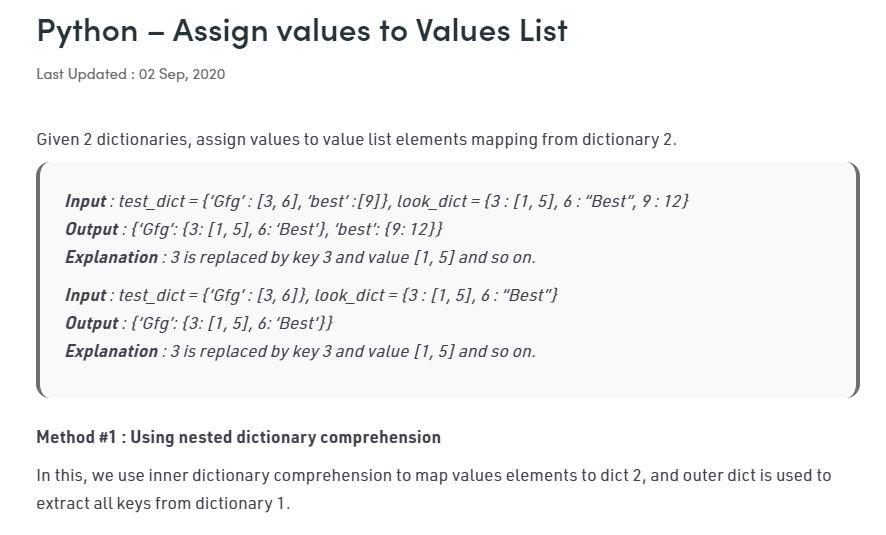 Python – Assign values to Values List
Last Updated : 02 Sep, 2020
Given 2 dictionaries, assign values to value list elements mapping from dictionary 2.
Input : test_dict = {‘Gfg’ : [3, 6], ‘best’ :[9]}, look_dict = {3 : [1, 5], 6 : “Best”, 9 : 12}
Output : {‘Gfg’: {3: [1, 5], 6: ‘Best’}, ‘best’: {9: 12}}
Explanation : 3 is replaced by key 3 and value [1, 5] and so on.
Input : test_dict = {‘Gfg’ : [3, 6]}, look_dict = {3 : [1, 5], 6 : “Best”}
Output : {‘Gfg’: {3: [1, 5], 6: ‘Best’}}
Explanation : 3 is replaced by key 3 and value [1, 5] and so on.
Method #1 : Using nested dictionary comprehension
In this, we use inner dictionary comprehension to map values elements to dict 2, and outer dict is used to
extract all keys from dictionary 1.